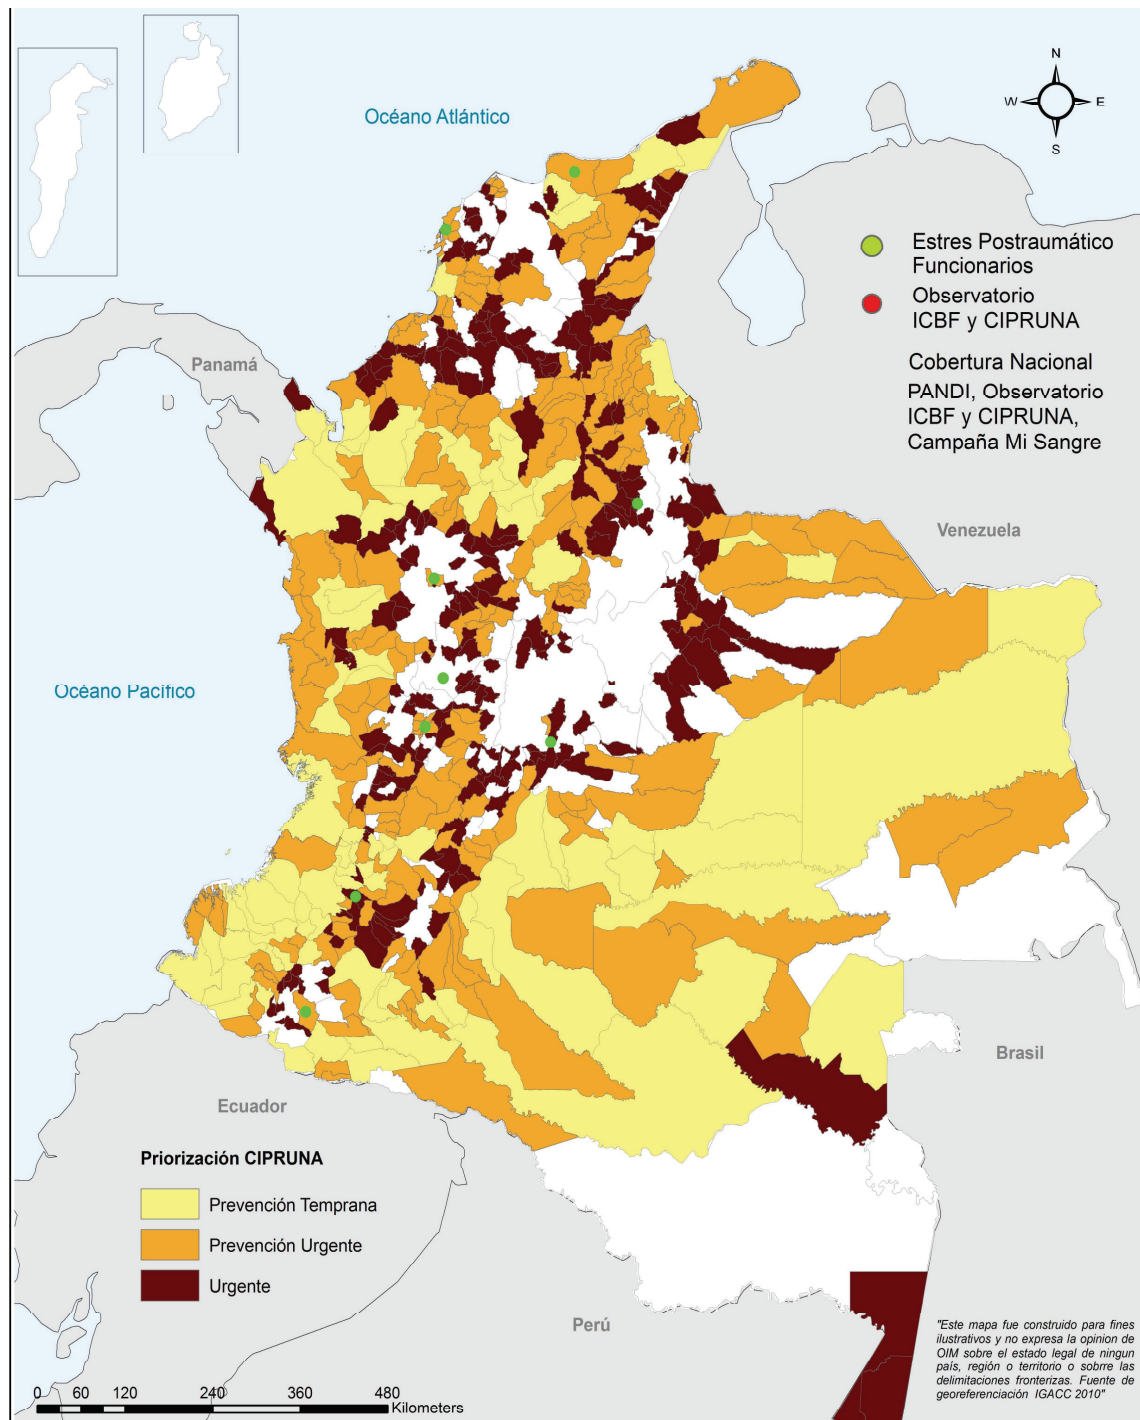 N
W
E
S
Océano Atlántico
Estres Postraumático
Funcionarios
Observatorio
ICBF y CIPRUNA
Cobertura Nacional
PANDI, Observatorio
ICBF y CIPRUNA,
Campaña Mi Sangre
Panamá
Venezuela
Océano Pacífico
Brasil
Ecuador
Priorización CIPRUNA
Prevención Temprana
Prevención Urgente
Urgente
Perú
"Este mapa fue construido para fines
ilustrativos y no expresa la opinion de
OIM sobre el estado legal de ningun
país, región o territorio o sobrre las
delimitaciones fronterizas. Fuente de
georeferenciación IGACC 2010"
0 60 120 240 360 480
Kilometers